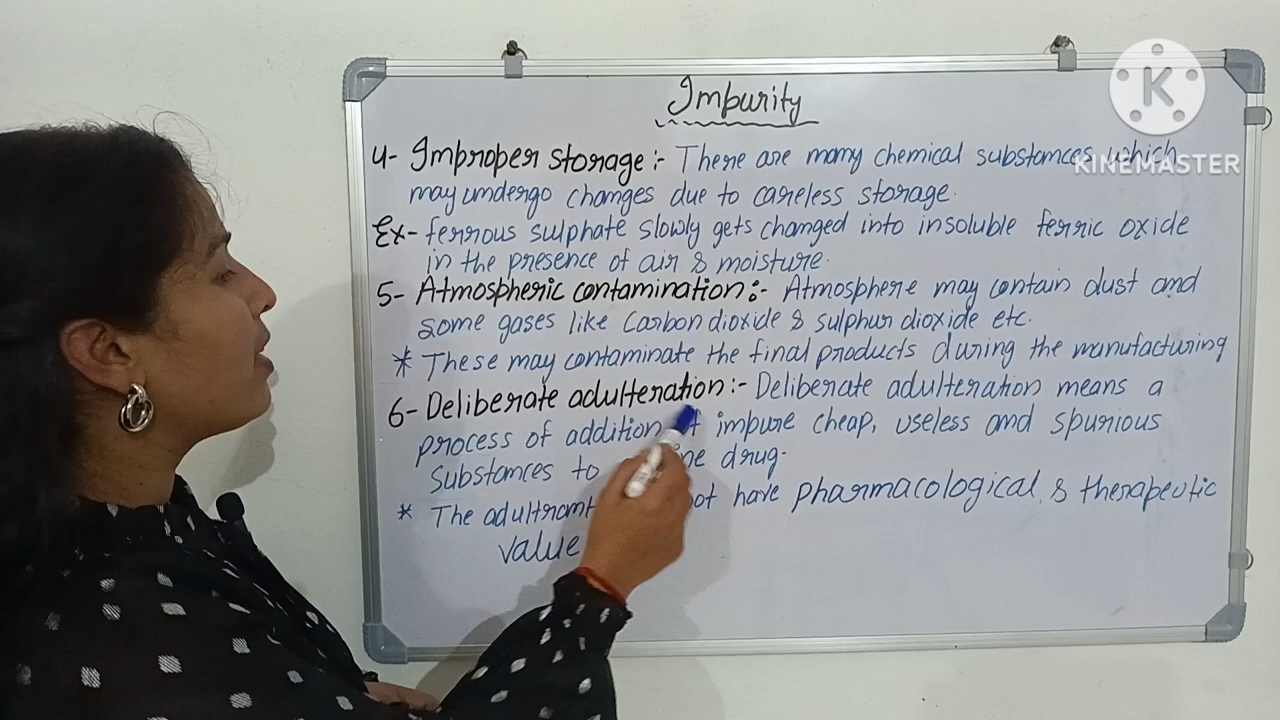 Impurity
4- Improper storage:- There are many chemical substances which
may undergo changes due to careless storage.
Ex- ferrous sulphate slowly gets changed into insoluble ferric oxide
in the presence of air & moisture.
5- Atmospheric contamination:- Atmosphere may contain dust and
some gases like Carbon dioxide & sulphur dioxide etc.
* These may contaminate the final products during the manufacturing
6- Deliberate adulteration:- Deliberate adulteration means a
process of addition impure cheap, useless and spurious
substances to drug.
* The adultrant not have pharmacological & therapeutic
value
K
KINEMASTER